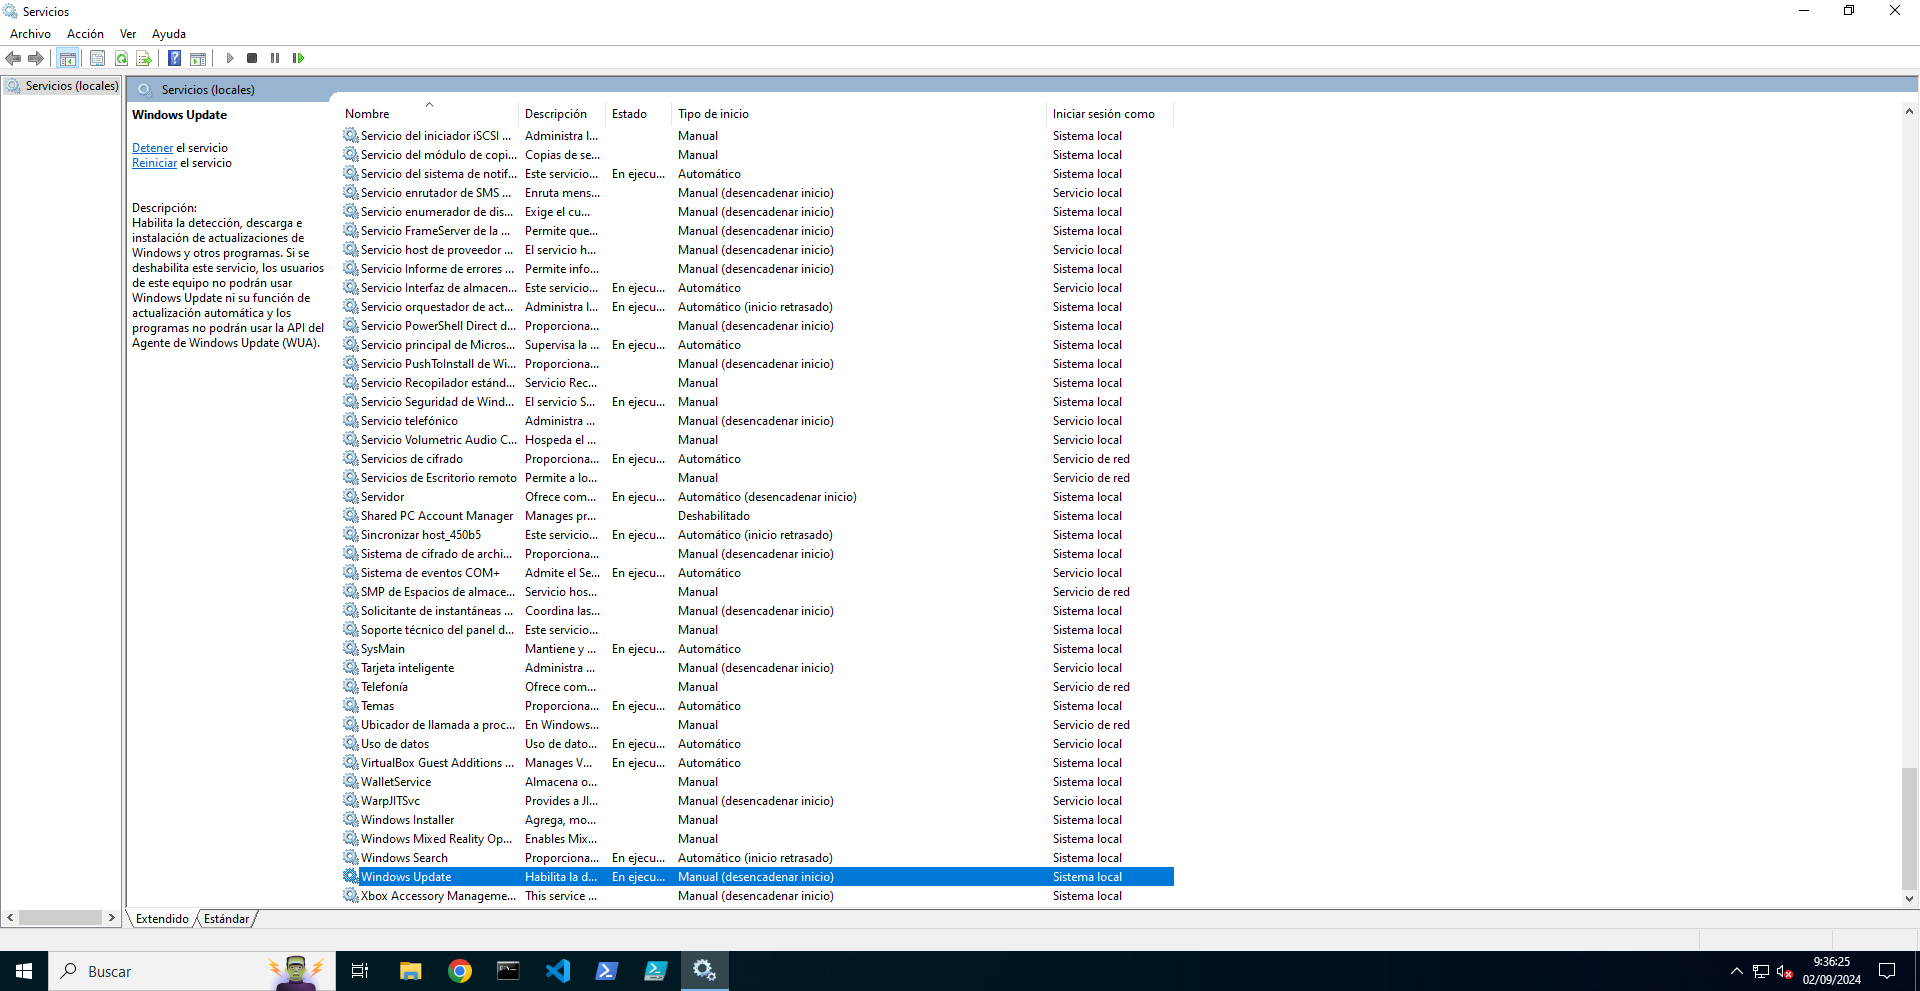 Servicios
Archivo Acción Ver Ayuda
Servicios (locales)
Servicios (locales)
Windows Update
Detener el servicio
Reiniciar el servicio
Descripción:
Habilita la detección, descarga e
instalación de actualizaciones de
Windows y otros programas. Si se
deshabilita este servicio, los usuarios
de este equipo no podrán usar
Windows Update ni su función de
actualización automática y los
programas no podrán usar la API del
Agente de Windows Update (WUA).
Nombre Descripción Estado Tipo de inicio Iniciar sesión como
Servicio del iniciador iSCSI ... Administra l... Manual Sistema local
Servicio del módulo de copi... Copias de se... Manual Sistema local
Servicio del sistema de notif... Este servicio... En ejecu... Automático Sistema local
Servicio enrutador de SMS ... Enruta mens... Manual (desencadenar inicio) Servicio local
Servicio enumerador de dis... Exige el cu... Manual (desencadenar inicio) Sistema local
Servicio FrameServer de la ... Permite que... Manual (desencadenar inicio) Sistema local
Servicio host de proveedor ... El servicio h... Manual (desencadenar inicio) Servicio local
Servicio Informe de errores ... Permite info... Manual (desencadenar inicio) Sistema local
Servicio Interfaz de almacen... Este servicio... En ejecu... Automático Servicio local
Servicio orquestador de act... Administra l... En ejecu... Automático (inicio retrasado) Sistema local
Servicio PowerShell Direct d... Proporciona... Manual (desencadenar inicio) Sistema local
Servicio principal de Micros... Supervisa la ... En ejecu... Automático Sistema local
Servicio PushToInstall de Wi... Proporciona... Manual (desencadenar inicio) Sistema local
Servicio Recopilador estánd... Servicio Rec... Manual Sistema local
Servicio Seguridad de Wind... El servicio S... En ejecu... Manual Sistema local
Servicio telefónico Administra ... Manual (desencadenar inicio) Servicio local
Servicio Volumetric Audio C... Hospeda el ... Manual Servicio local
Servicios de cifrado Proporciona... En ejecu... Automático Servicio de red
Servicios de Escritorio remoto Permite a lo... Manual Servicio de red
Servidor Ofrece com... En ejecu... Automático (desencadenar inicio) Sistema local
Shared PC Account Manager Manages pr... Deshabilitado Sistema local
Sincronizar host_450b5 Este servicio... En ejecu... Automático (inicio retrasado) Sistema local
Sistema de cifrado de archi... Proporciona... Manual (desencadenar inicio) Sistema local
Sistema de eventos COM+ Admite el Se... En ejecu... Automático Servicio local
SMP de Espacios de almace... Servicio hos... Manual Servicio de red
Solicitante de instantáneas ... Coordina las... Manual (desencadenar inicio) Sistema local
Soporte técnico del panel d... Este servicio... Manual Sistema local
SysMain Mantiene y ... En ejecu... Automático Sistema local
Tarjeta inteligente Administra ... Manual (desencadenar inicio) Servicio local
Telefonía Ofrece com... Manual Servicio de red
Temas Proporciona... En ejecu... Automático Sistema local
Ubicador de llamada a proc... En Windows... Manual Servicio de red
Uso de datos Uso de dato... En ejecu... Automático Servicio local
VirtualBox Guest Additions ... Manages V... En ejecu... Automático Sistema local
WalletService Almacena o... Manual Sistema local
WarpJITSvc Provides a JI... Manual (desencadenar inicio) Servicio local
Windows Installer Agrega, mo... Manual Sistema local
Windows Mixed Reality Op... Enables Mix... Manual Sistema local
Windows Search Proporciona... En ejecu... Automático (inicio retrasado) Sistema local
Windows Update Habilita la d... En ejecu... Manual (desencadenar inicio) Sistema local
Xbox Accessory Manageme... This service ... Manual (desencadenar inicio) Sistema local
Extendido Estándar
Buscar
9:36:25
02/09/2024